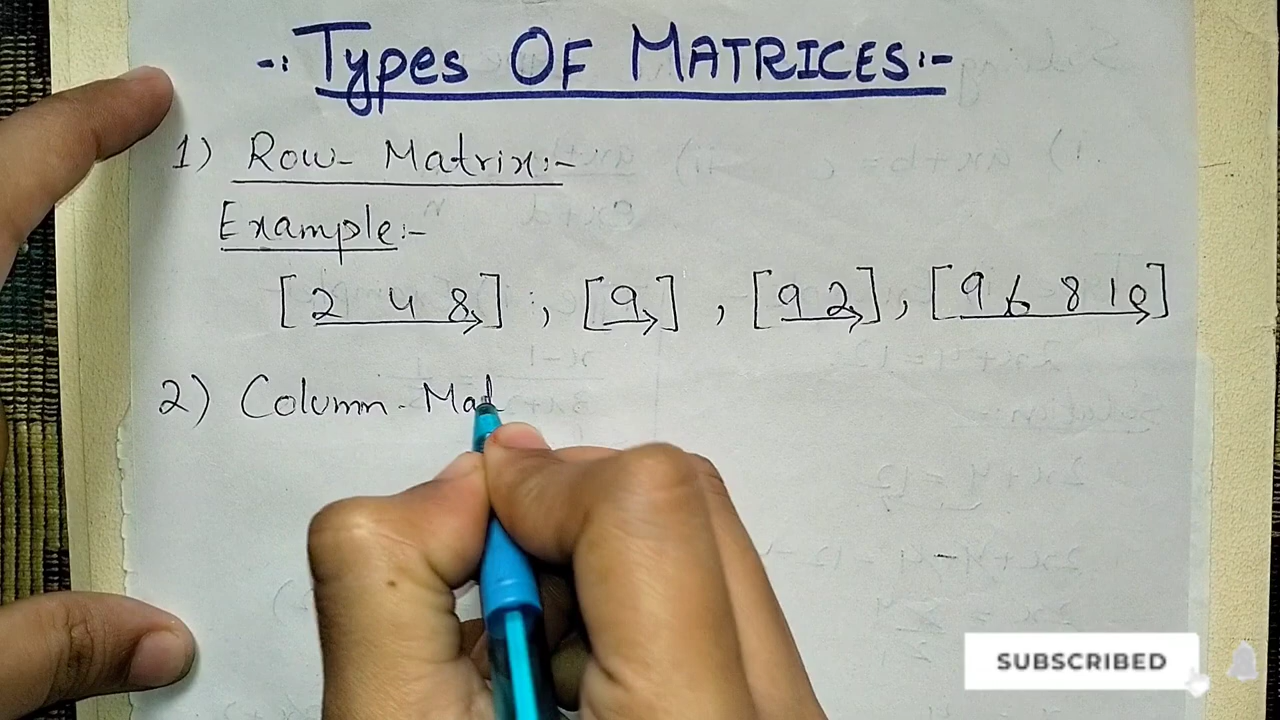 -: Types OF MATRICES:-
1) Row- Matrix:-
Example:-
[2 4 8] ; [9] , [9 2] , [9 6 8 10]
2) Column-Mat
SUBSCRIBED